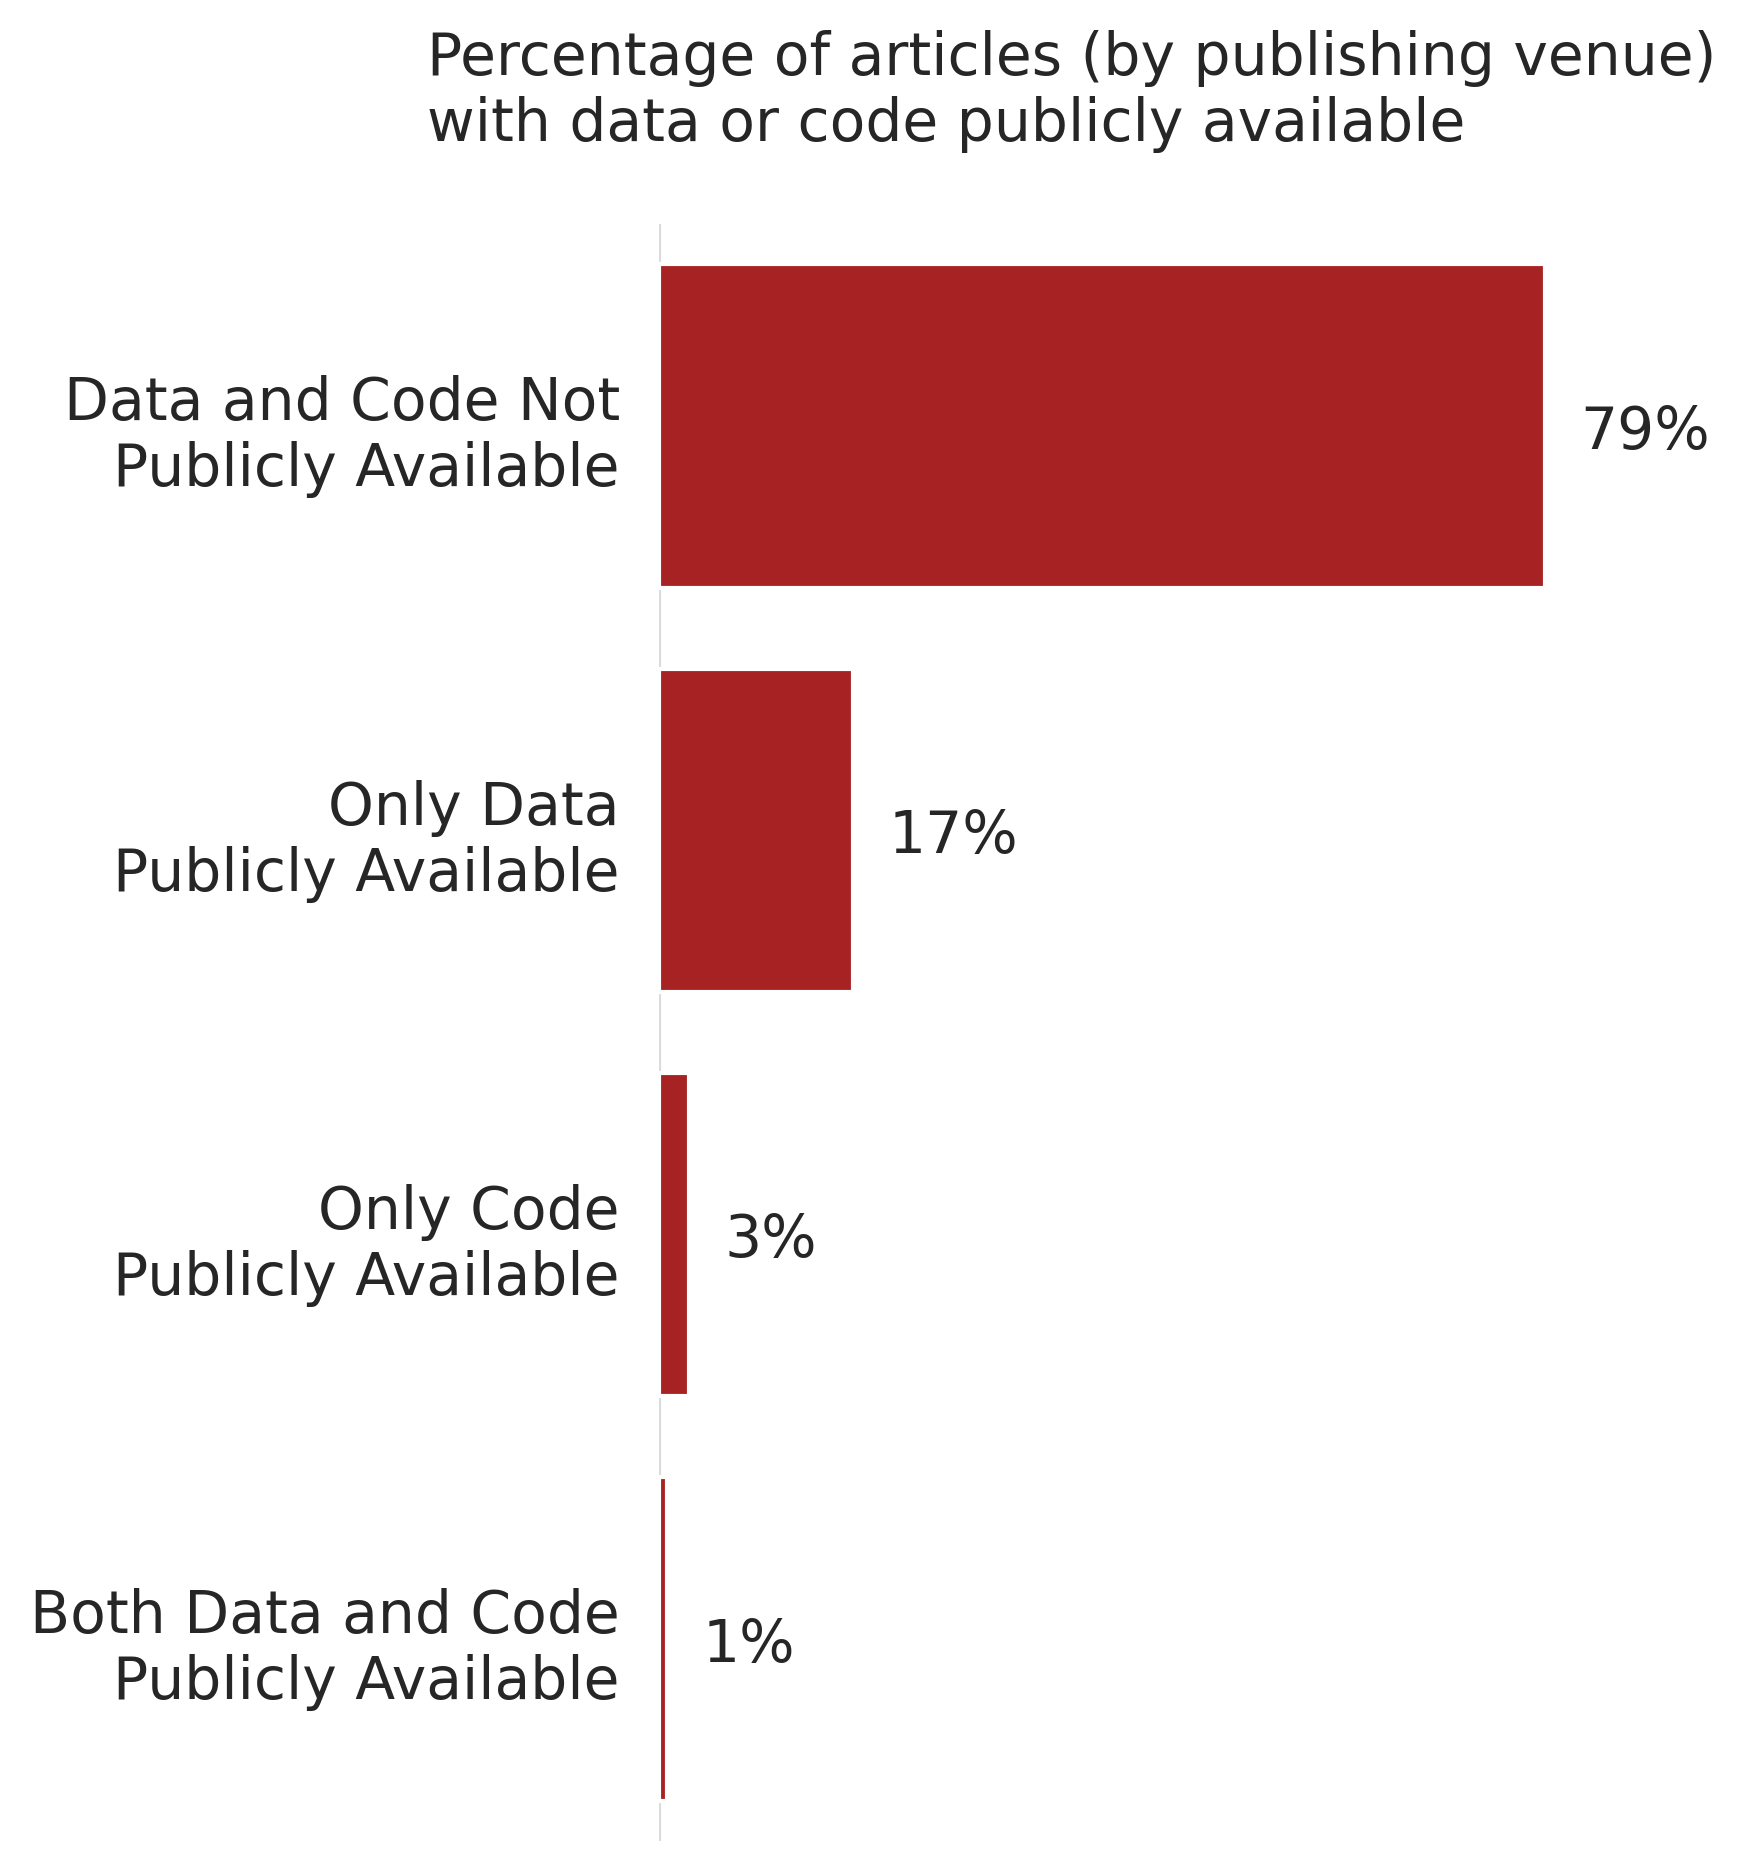 Percentage of articles (by publishing venue)
with data or code publicly available
Data and Code Not
Publicly Available
79%
Only Data
Publicly Available
17%
Only Code
Publicly Available
3%
Both Data and Code
Publicly Available
1%